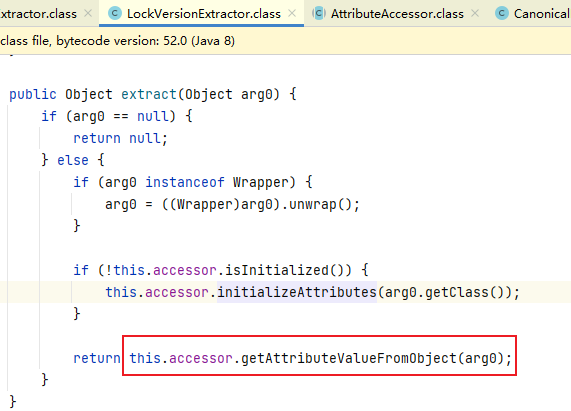 xtractor.class × LockVersionExtractor.class × AttributeAccessor.class × Canonical
class file, bytecode version: 52.0 (Java 8)
public Object extract(Object arg0) {
if (arg0 == null) {
return null;
} else {
if (arg0 instanceof Wrapper) {
arg0 = ((Wrapper)arg0).unwrap();
}
if (!this.accessor.isInitialized()) {
this.accessor.initializeAttributes(arg0.getClass());
}
return this.accessor.getAttributeValueFromObject(arg0);
}
}